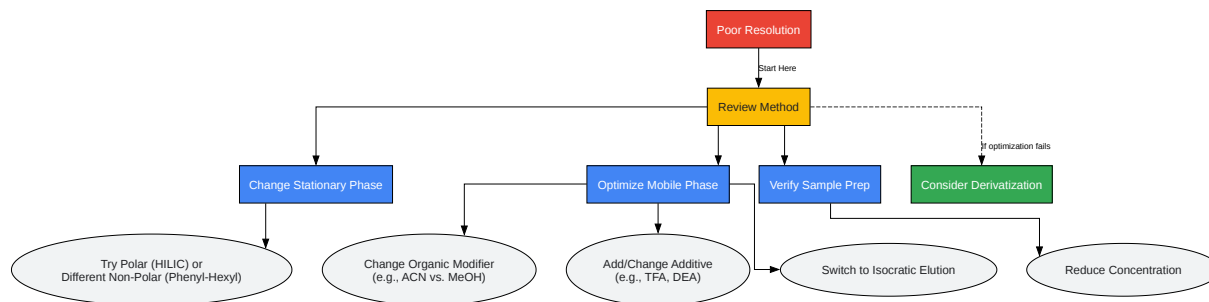 Poor Resolution
Start Here
Review Method
If optimization fails
Change Stationary Phase
Optimize Mobile Phase
Verify Sample Prep
Consider Derivatization
Try Polar (HILIC) or
Different Non-Polar (Phenyl-Hexyl)
Change Organic Modifier
(e.g., ACN vs. MeOH)
Add/Change Additive
(e.g., TFA, DEA)
Switch to Isocratic Elution
Reduce Concentration